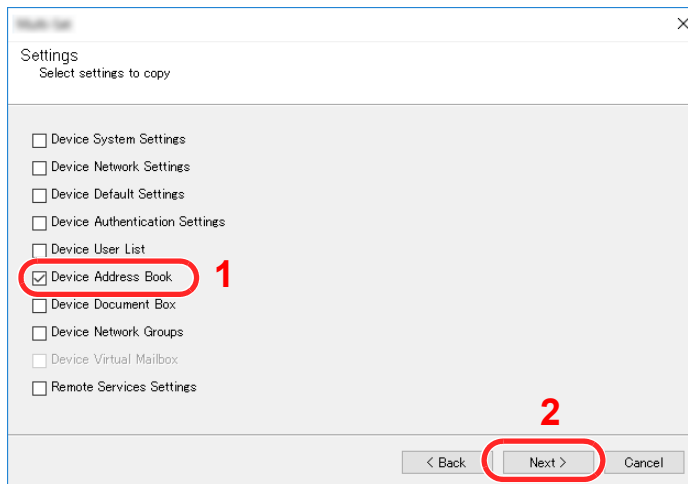 Settings
Select settings to copy
Device System Settings
Device Network Settings
Device Default Settings
Device Authentication Settings
Device User List
Device Address Book
1
Device Document Box
Device Network Groups
Device Virtual Mailbox
Remote Services Settings
2
< Back Next > Cancel